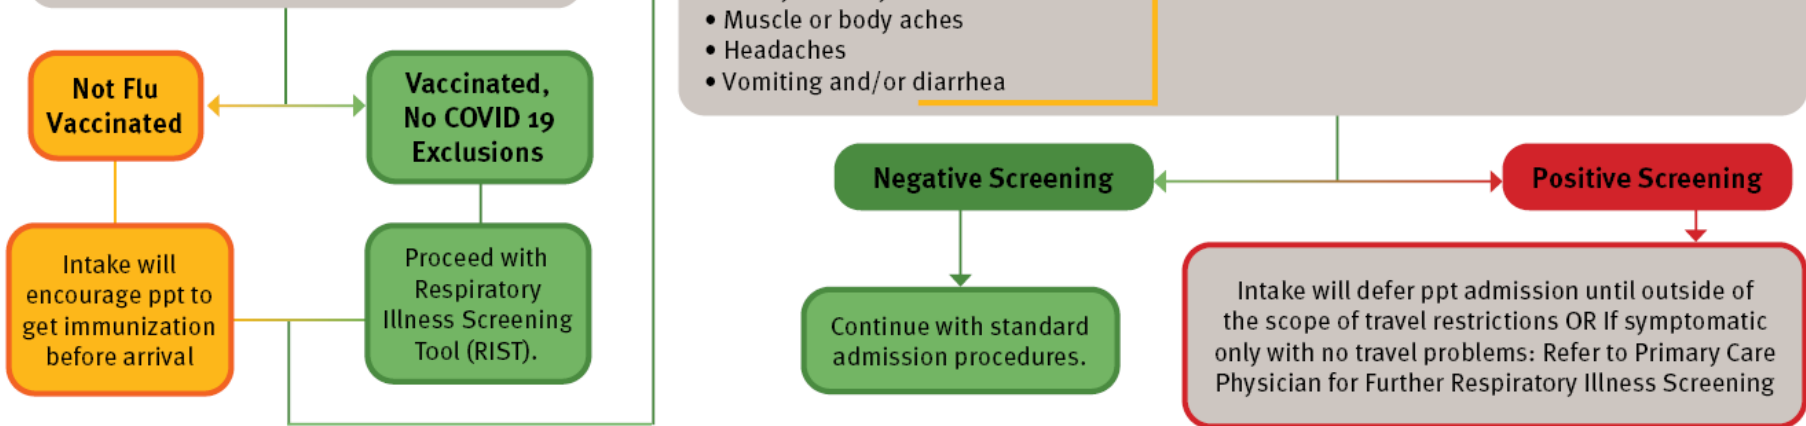 • Muscle or body aches
• Headaches
• Vomiting and/or diarrhea
Not Flu
Vaccinated
Vaccinated,
No COVID 19
Exclusions
Intake will
encourage ppt to
get immunization
before arrival
Proceed with
Respiratory
Illness Screening
Tool (RIST).
Negative Screening
Positive Screening
Continue with standard
admission procedures.
Intake will defer ppt admission until outside of
the scope of travel restrictions OR If symptomatic
only with no travel problems: Refer to Primary Care
Physician for Further Respiratory Illness Screening